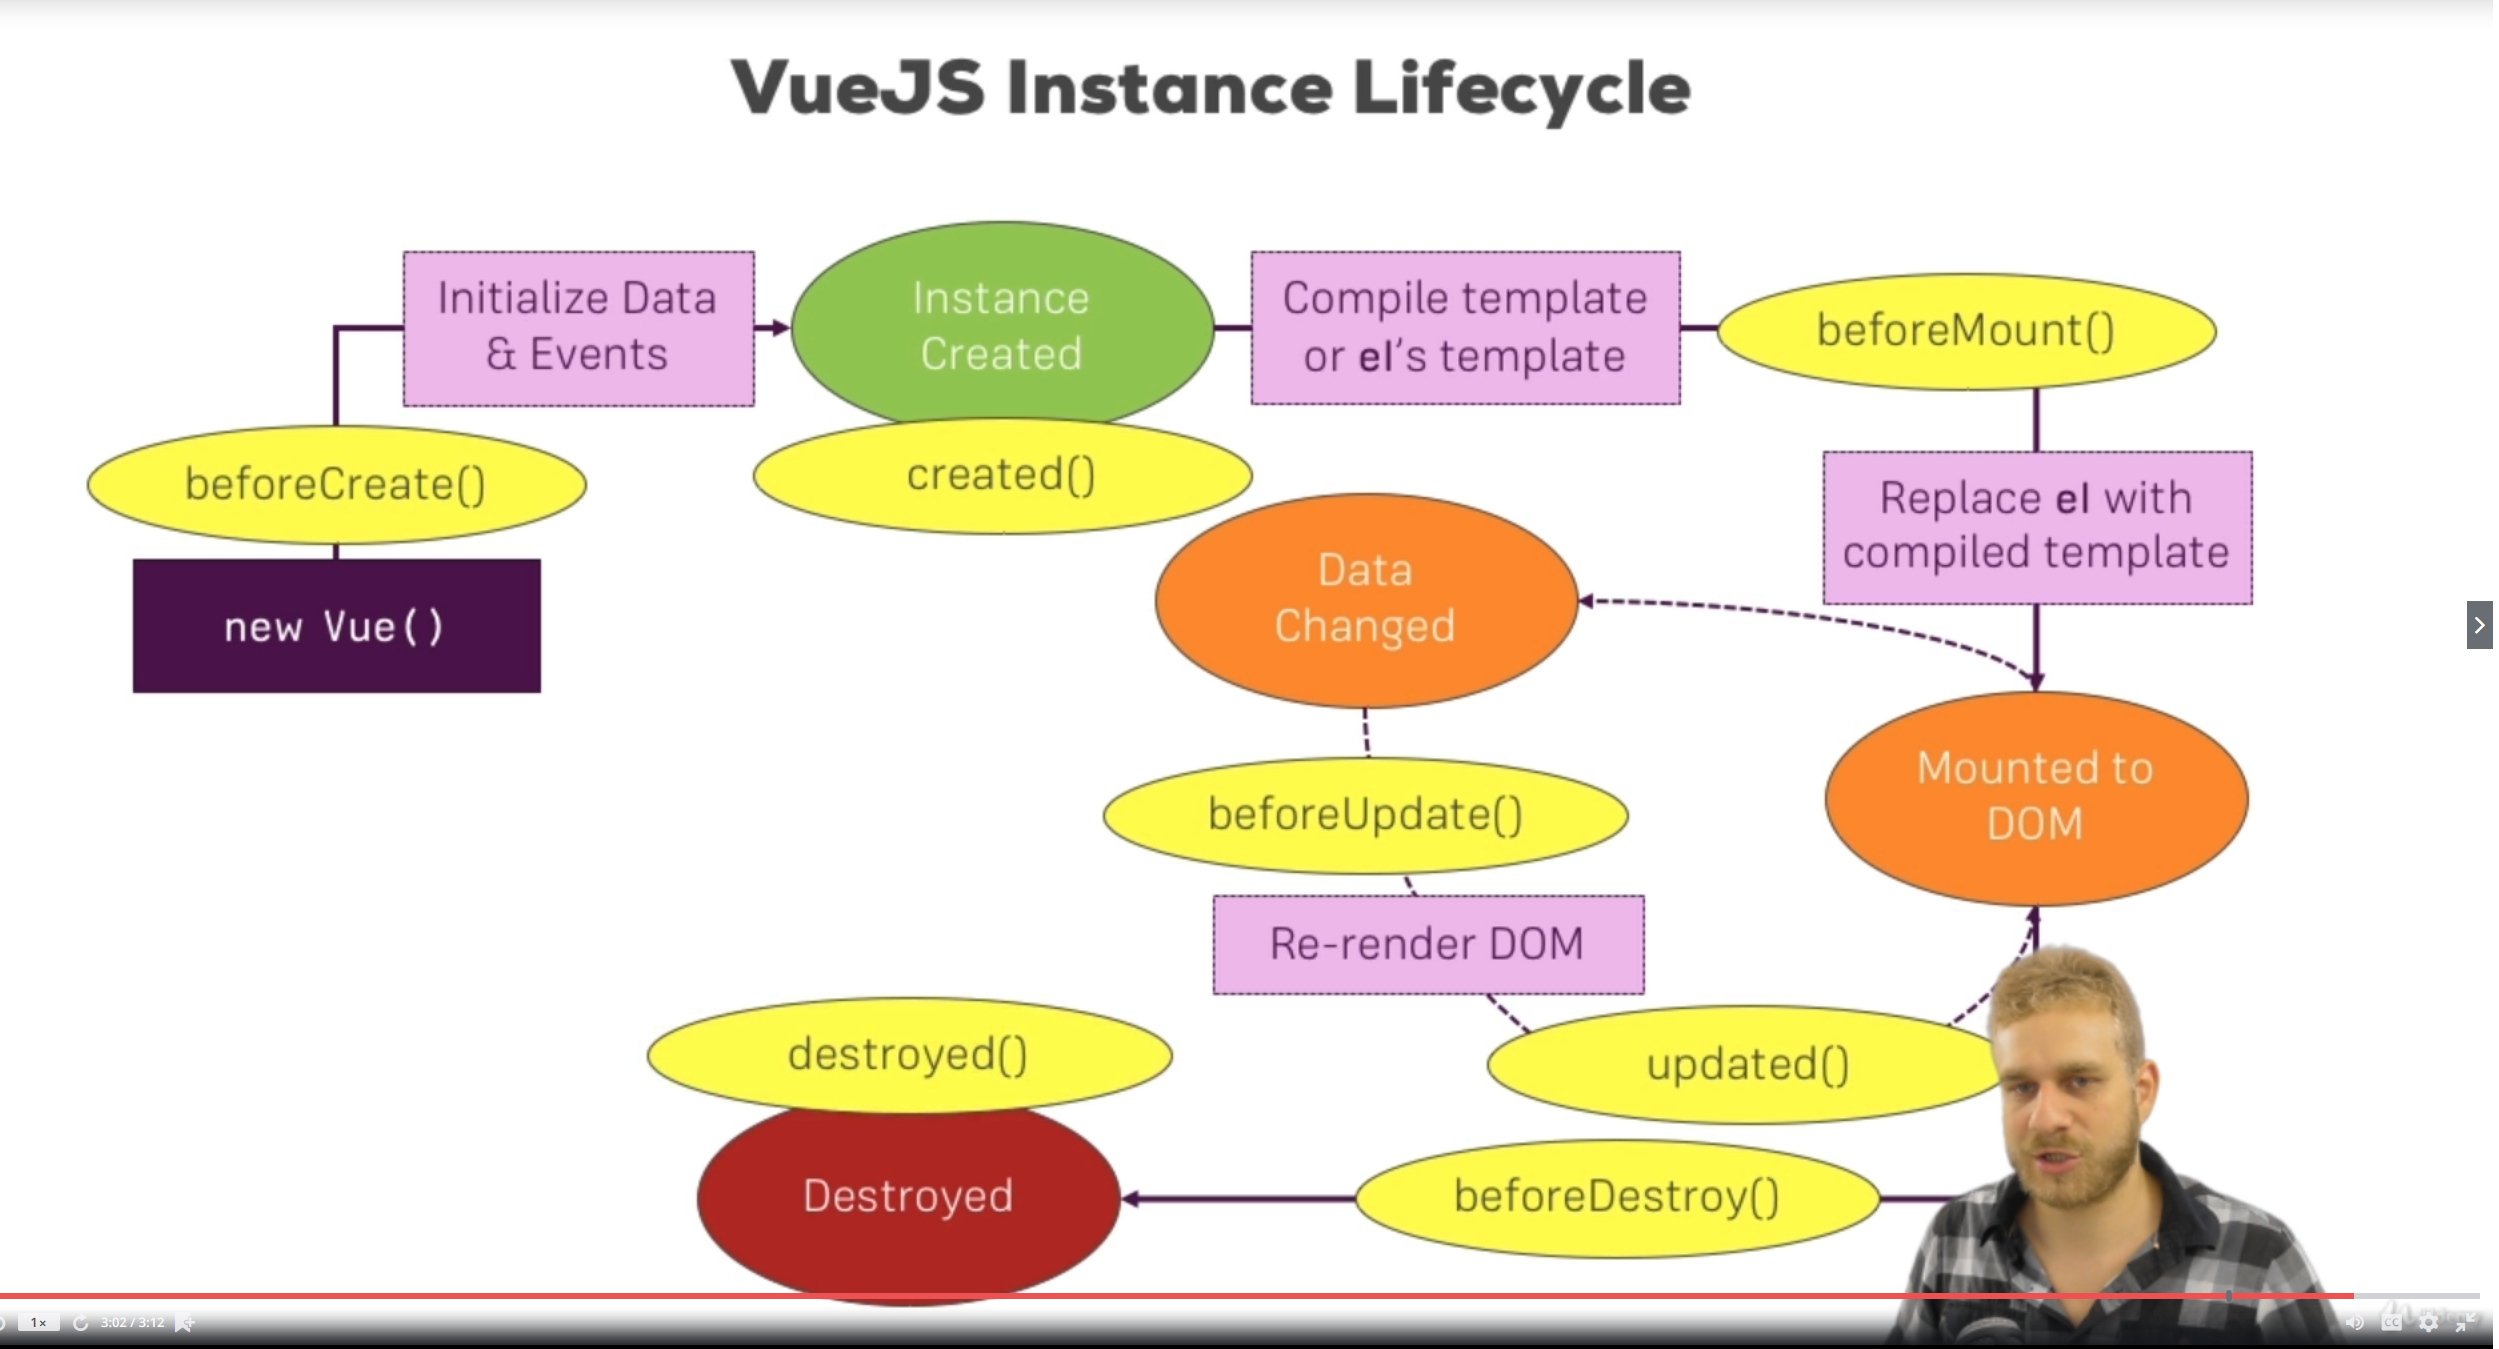 VueJS Instance Lifecycle
Initialize Data
& Events
Instance
Created
Compile template
or el's template
beforeMount()
beforeCreate()
created()
Replace el with
compiled template
new Vue()
Data
Changed
Mounted to
DOM
beforeUpdate()
Re-render DOM
destroyed()
updated()
Destroyed
beforeDestroy()
1x
3:02 / 3:12
CC